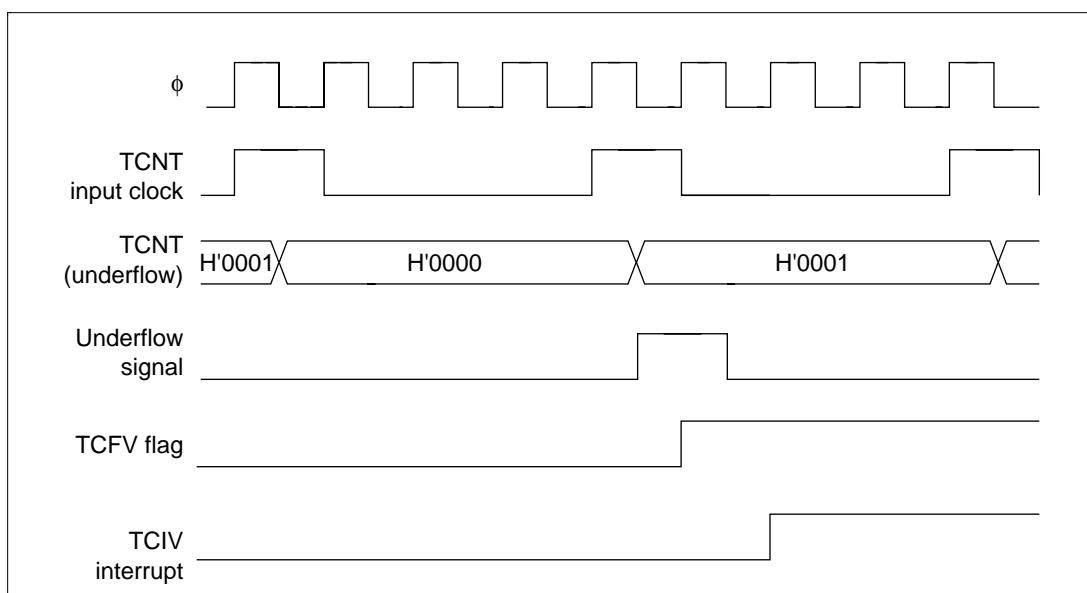 ϕ
TCNT
input clock
TCNT
(underflow)
H'0001
H'0000
H'0001
Underflow
signal
TCFV flag
TCIV
interrupt